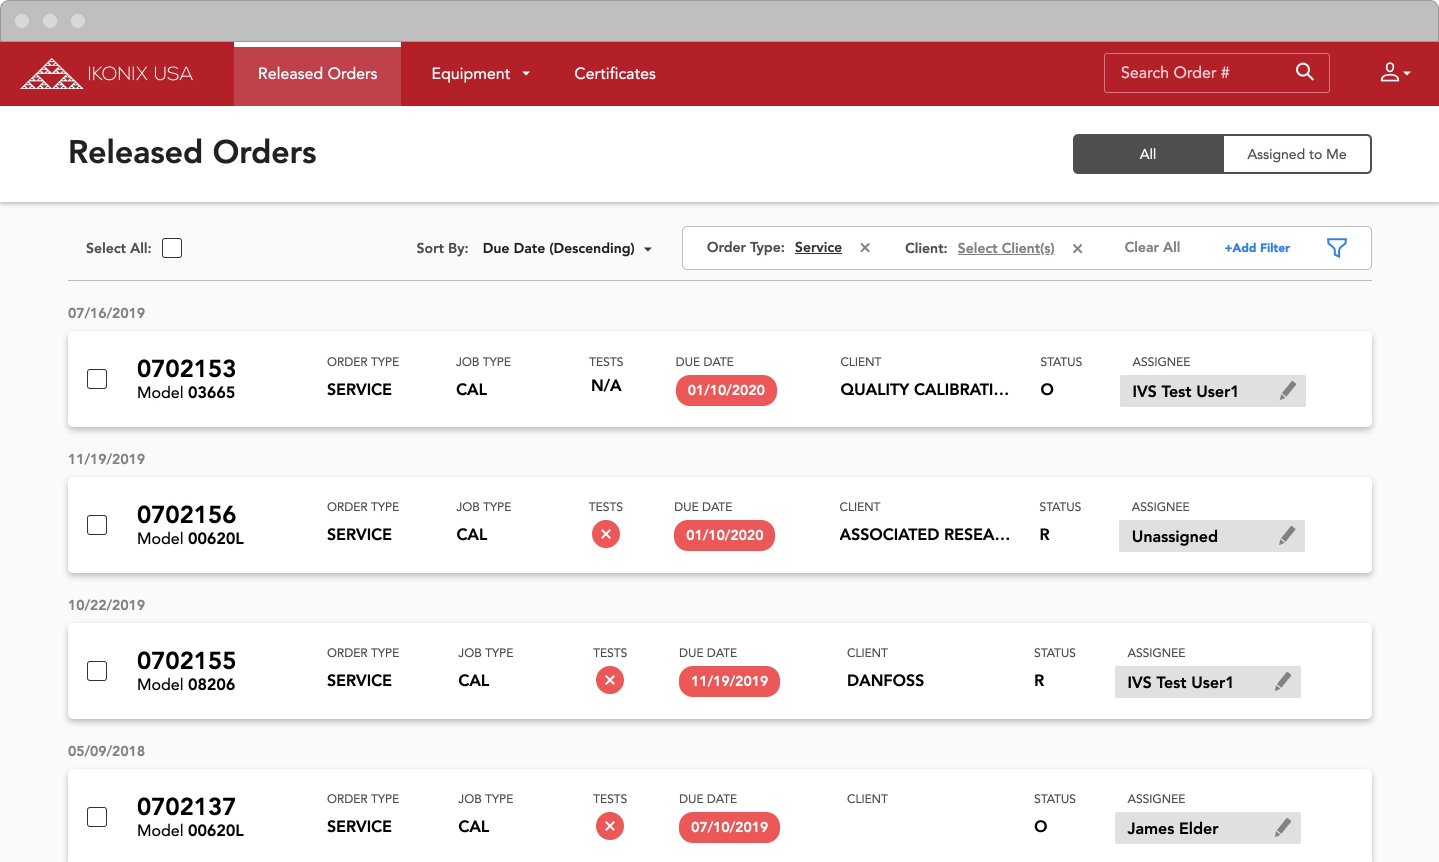 IKONIX USA Released Orders Equipment Certificates Search Order #
Released Orders All Assigned to Me
Select All: Sort By: Due Date (Descending) Order Type: Service Client: Select Client(s) Clear All +Add Filter
07/16/2019
0702153 ORDER TYPE JOB TYPE TESTS DUE DATE CLIENT STATUS ASSIGNEE
Model 03665 SERVICE CAL N/A 01/10/2020 QUALITY CALIBRATI... O IVS Test User1
11/19/2019
0702156 ORDER TYPE JOB TYPE TESTS DUE DATE CLIENT STATUS ASSIGNEE
Model 00620L SERVICE CAL 01/10/2020 ASSOCIATED RESEA... R Unassigned
10/22/2019
0702155 ORDER TYPE JOB TYPE TESTS DUE DATE CLIENT STATUS ASSIGNEE
Model 08206 SERVICE CAL 11/19/2019 DANFOSS R IVS Test User1
05/09/2018
0702137 ORDER TYPE JOB TYPE TESTS DUE DATE CLIENT STATUS ASSIGNEE
Model 00620L SERVICE CAL 07/10/2019 O James Elder